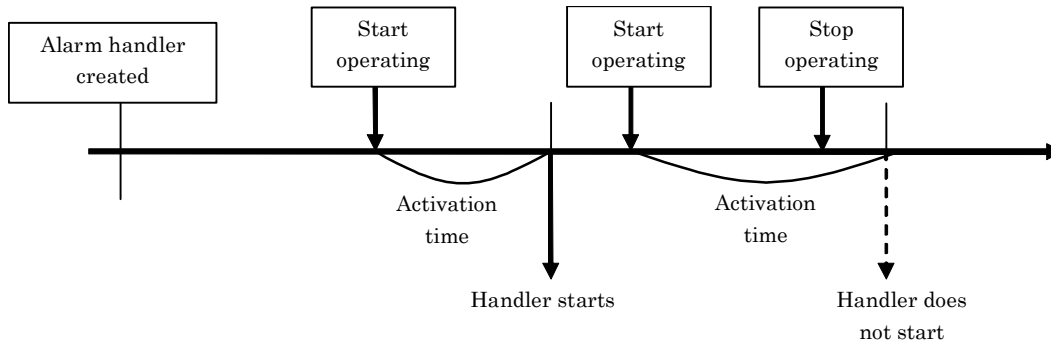 Alarm handler
created
Start
operating
Start
operating
Stop
operating
Activation
time
Activation
time
Handler starts
Handler does
not start